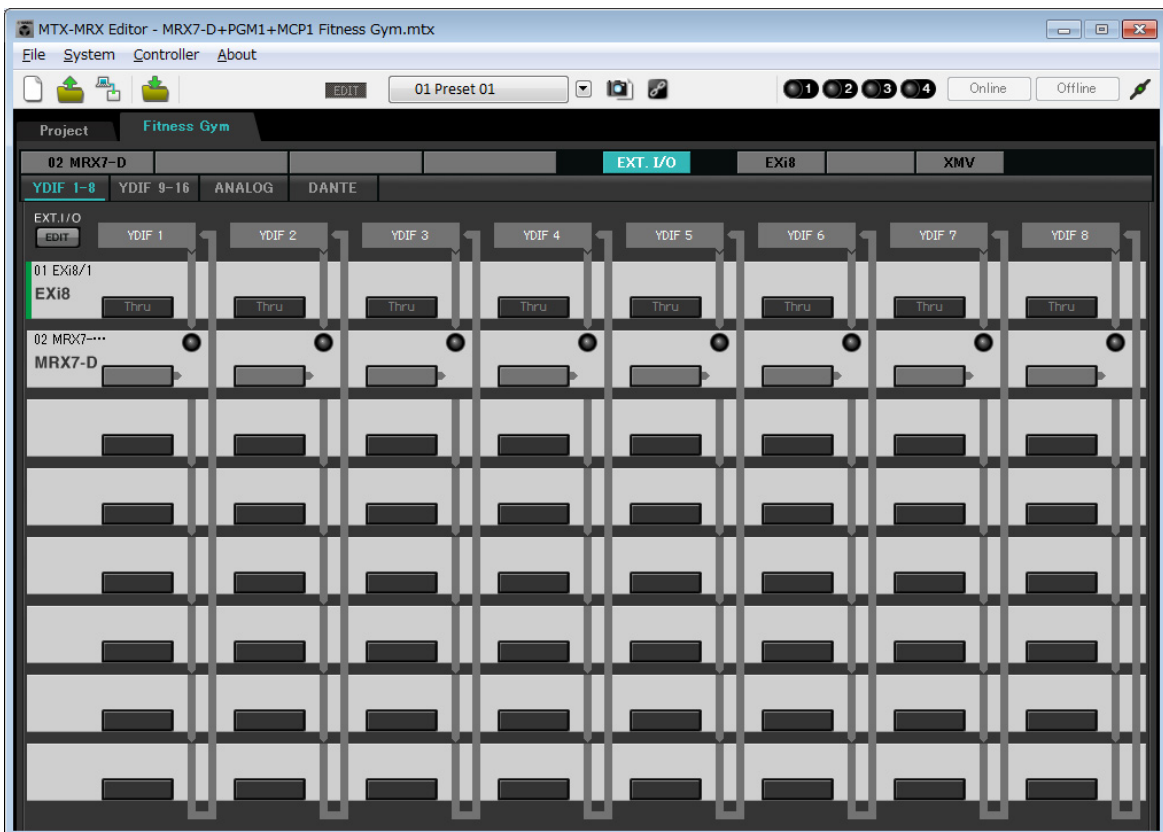 MTX-MRX Editor - MRX7-D+PGM1+MCP1 Fitness Gym.mtx
File System Controller About
EDIT 01 Preset 01 1 2 3 4 Online Offline
Project Fitness Gym
02 MRX7-D EXT. I/O EXi8 XMV
YDIF 1-8 YDIF 9-16 ANALOG DANTE
EXT.I/O
EDIT YDIF 1 YDIF 2 YDIF 3 YDIF 4 YDIF 5 YDIF 6 YDIF 7 YDIF 8
01 EXi8/1
EXi8
Thru Thru Thru Thru Thru Thru Thru Thru
02 MRX7-···
MRX7-D